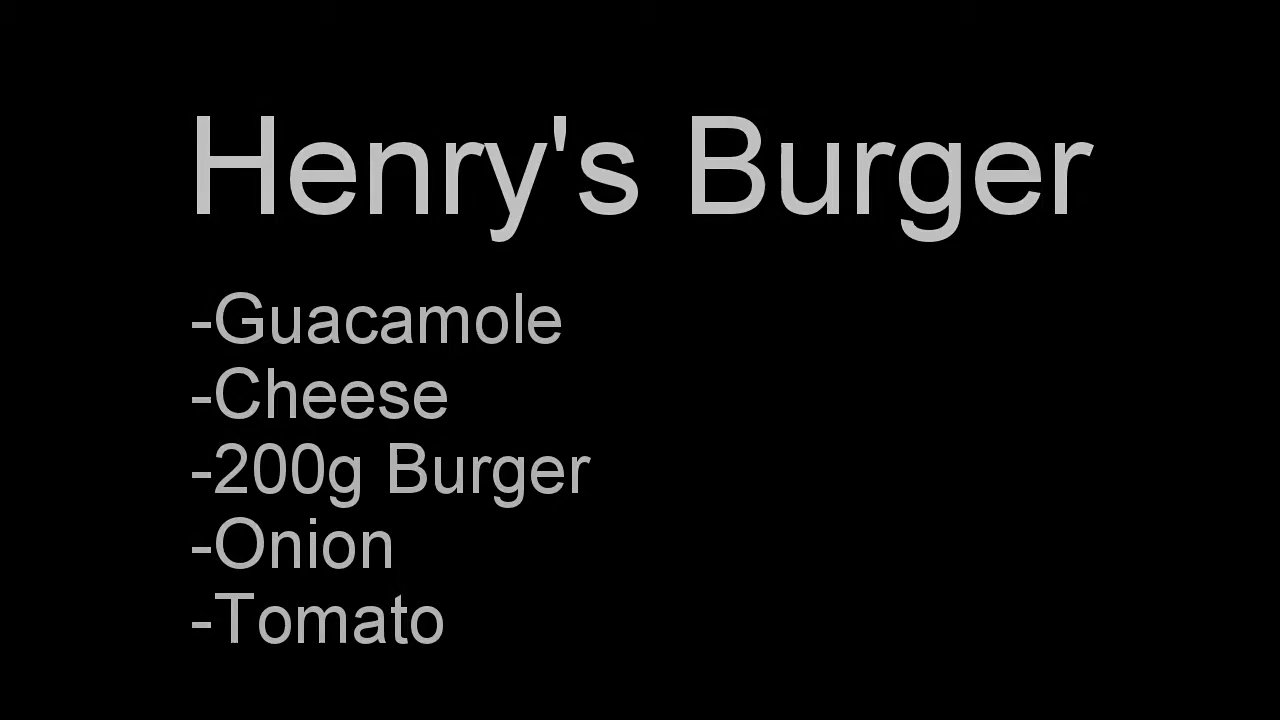 Henry's Burger
-Guacamole
-Cheese
-200g Burger
-Onion
-Tomato